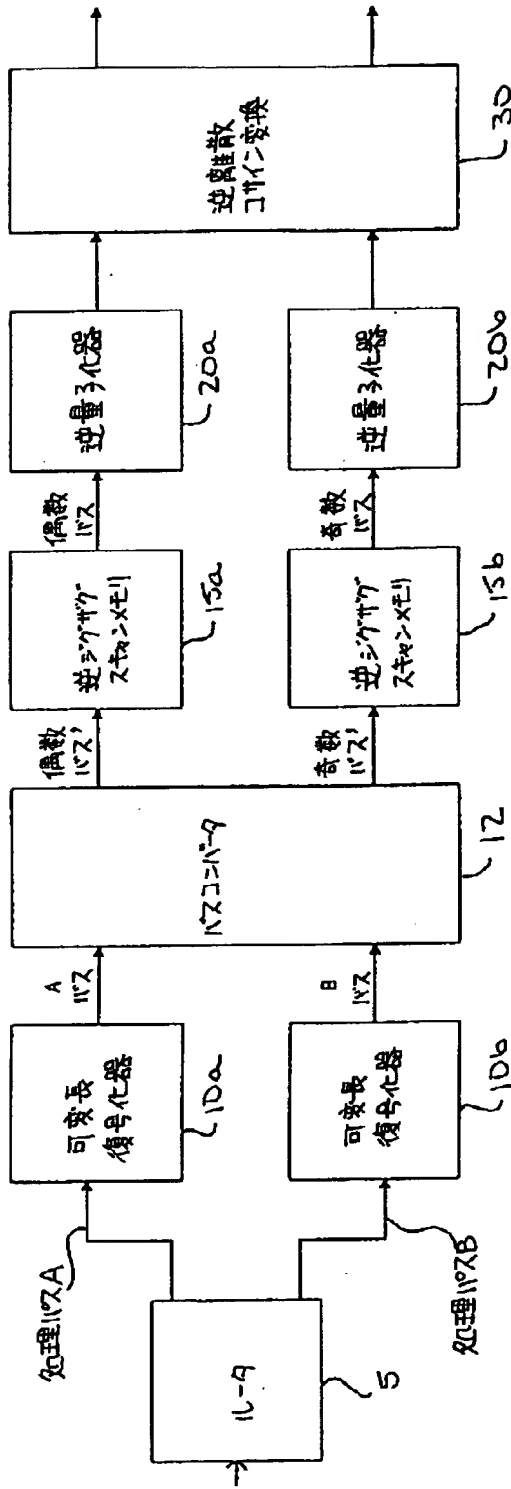 ルータ
5
処理パスA
処理パスB
可変長
復号化器
10a
可変長
復号化器
10b
A
バス
B
バス
バスコンバータ
12
偶数
バス'
奇数
バス'
逆ジグザグ
スキャンメモリ
15a
逆ジグザグ
スキャンメモリ
15b
偶数
バス
奇数
バス
逆量子化器
20a
逆量子化器
20b
逆離散
コサイン変換
30